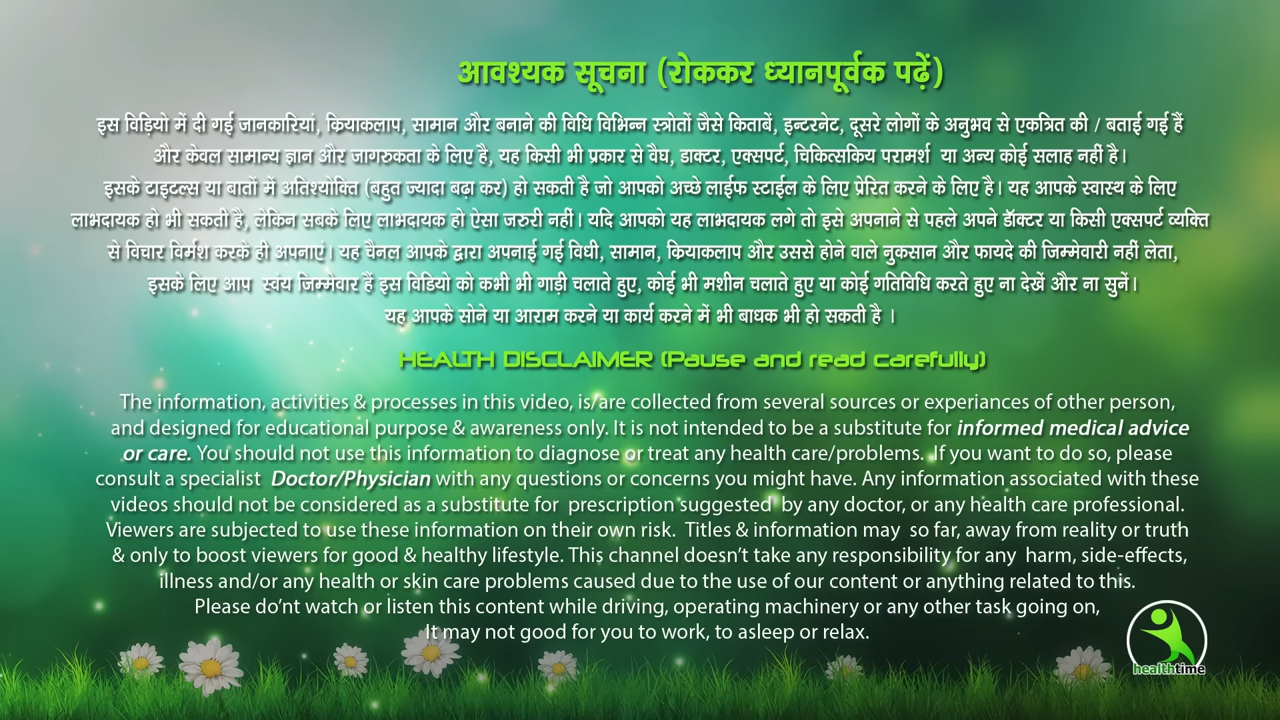 आवश्यक सूचना (रोककर ध्यानपूर्वक पढ़ें)
इस विड़ियो में दी गई जानकारियां, कियाकलाप, सामान और बनाने की विधि विभिन्न स्त्रोतों जैसे किताबें, इन्टरनेट, दूसरे लोगों के अनुभव से एकत्रित की / बताई गई हैं
और केवल सामान्य ज्ञान और जागरुकता के लिए है, यह किसी भी प्रकार से वैघ, डाक्टर, एक्सपर्ट, चिकित्सकिय परामर्श या अन्य कोई सलाह नहीं है।
इसके टाइटल्स या बातों में अतिश्योक्ति (बहुत ज्यादा बढ़ा कर) हो सकती है जो आपको अच्छे लाईफ स्टाईल के लिए प्रेरित करने के लिए है। यह आपके स्वास्थ के लिए
लाभदायक हो भी सकती है, लेकिन सबके लिए लाभदायक हो ऐसा जरुरी नहीं। यदि आपको यह लाभदायक लगे तो इसे अपनाने से पहले अपने डॉक्टर या किसी एक्सपर्ट व्यक्ति
से विचार विर्मश करके ही अपनाएं। यह चैनल आपके द्वारा अपनाई गई विधी, सामान, कियाकलाप और उससे होने वाले नुकसान और फायदे की जिम्मेवारी नहीं लेता,
इसके लिए आप स्वंय जिम्मेवार हैं इस विडियो को कभी भी गाड़ी चलाते हुए, कोई भी मशीन चलाते हुए या कोई गतिविधि करते हुए ना देखें और ना सुनें।
यह आपके सोने या आराम करने या कार्य करने में भी बाधक भी हो सकती है ।
HEALTH DISCLAIMER (Pause and read carefully)
The information, activities & processes in this video, is/are collected from several sources or experiances of other person,
and designed for educational purpose & awareness only. It is not intended to be a substitute for informed medical advice
or care. You should not use this information to diagnose or treat any health care/problems. If you want to do so, please
consult a specialist Doctor/Physician with any questions or concerns you might have. Any information associated with these
videos should not be considered as a substitute for prescription suggested by any doctor, or any health care professional.
Viewers are subjected to use these information on their own risk. Titles & information may so far, away from reality or truth
& only to boost viewers for good & healthy lifestyle. This channel doesn't take any responsibility for any harm, side-effects,
illness and/or any health or skin care problems caused due to the use of our content or anything related to this.
Please do'nt watch or listen this content while driving, operating machinery or any other task going on,
It may not good for you to work, to asleep or relax.
healthtime